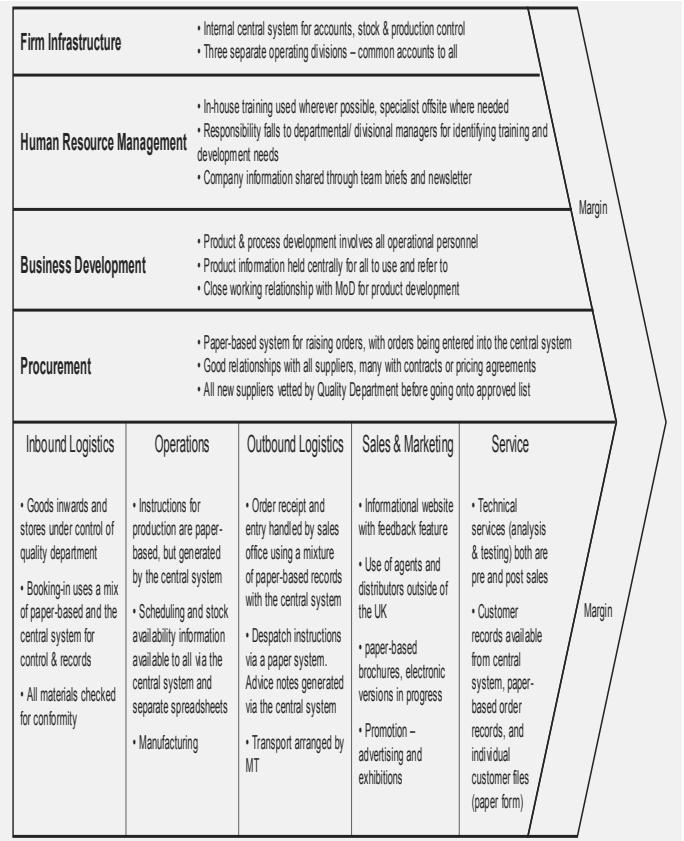 Firm Infrastructure
• Internal central system for accounts, stock & production control
• Three separate operating divisions – common accounts to all
Human Resource Management
• In-house training used wherever possible, specialist offsite where needed
• Responsibility falls to departmental/ divisional managers for identifying training and
development needs
• Company information shared through team briefs and newsletter
Margin
Business Development
• Product & process development involves all operational personnel
• Product information held centrally for all to use and refer to
• Close working relationship with MoD for product development
Procurement
• Paper-based system for raising orders, with orders being entered into the central system
• Good relationships with all suppliers, many with contracts or pricing agreements
• All new suppliers vetted by Quality Department before going onto approved list
Inbound Logistics
• Goods inwards and
stores under control of
quality department
• Booking-in uses a mix
of paper-based and the
central system for
control & records
• All materials checked
for conformity
Operations
• Instructions for
production are paper-
based, but generated
by the central system
• Scheduling and stock
availability information
available to all via the
central system and
separate spreadsheets
• Manufacturing
Outbound Logistics
• Order receipt and
entry handled by sales
office using a mixture
of paper-based records
with the central system
• Despatch instructions
via a paper system.
Advice notes generated
via the central system
• Transport arranged by
MT
Sales & Marketing
• Informational website
with feedback feature
• Use of agents and
distributors outside of
the UK
• paper-based
brochures, electronic
versions in progress
• Promotion –
advertising and
exhibitions
Service
• Technical
services (analysis
& testing) both are
pre and post sales
• Customer
records available
from central
system, paper-
based order
records, and
individual
customer files
(paper form)
Margin